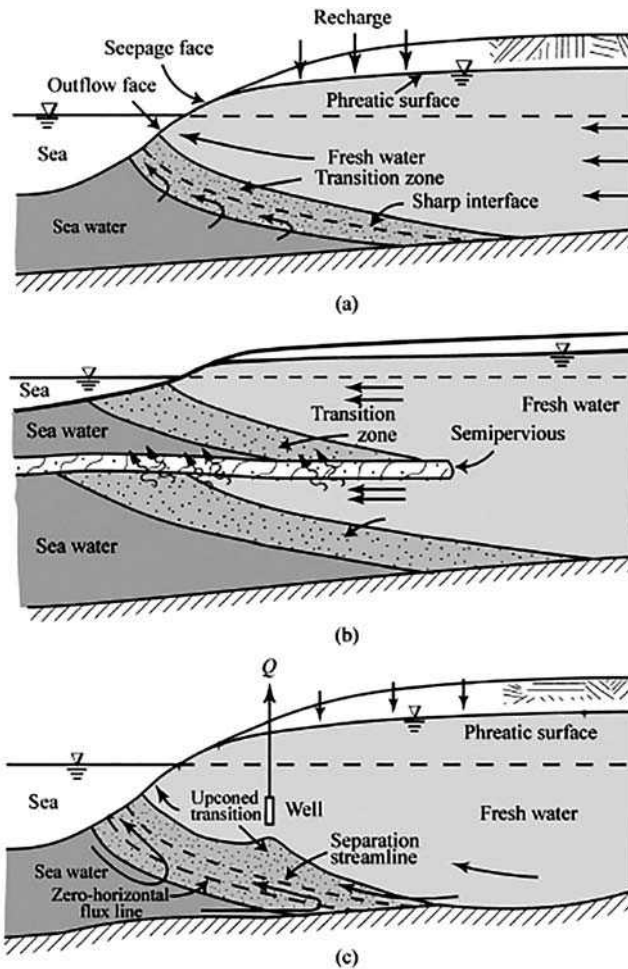 Recharge
Seepage face
Outflow face
Phreatic surface
Sea
Fresh water
Transition zone
Sharp interface
Sea water
(a)
Sea
Fresh water
Transition
zone
Sea water
Semipervious
Sea water
(b)
Q
Phreatic surface
Sea
Upconed
transition
Well
Fresh water
Separation
streamline
Sea water
Zero-horizontal
flux line
(c)